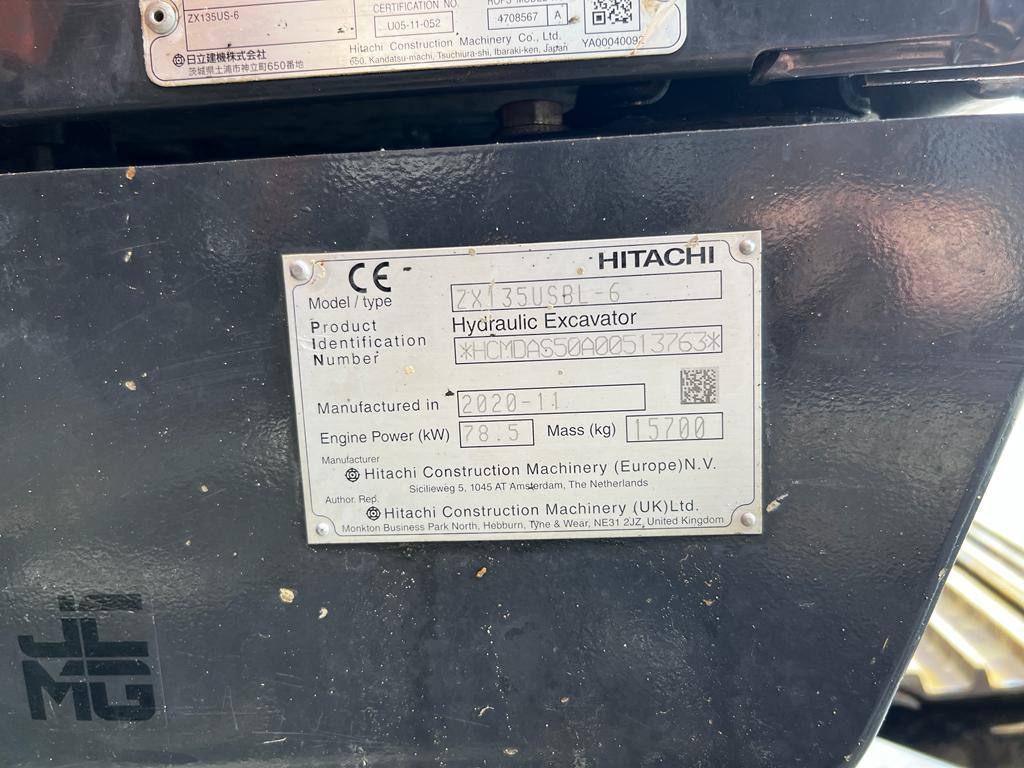 ZX135US-6
CERTIFICATION NO.
U05-11-052
4708567 A
日立建機株式会社
茨城県土浦市神立町650番地
Hitachi Construction Machinery Co., Ltd.
650, Kandatsu-machi, Tsuchiura-shi, Ibaraki-ken, Japan
YA00040092
CE
HITACHI
Model / type ZX135USBL-6
Hydraulic Excavator
Product
Identification
Number
*HCMDAS50A00513763*
Manufactured in 2020-11
Engine Power (kW) 78.5 Mass (kg) 15700
Manufacturer
Hitachi Construction Machinery (Europe)N.V.
Sicilieweg 5, 1045 AT Amsterdam, The Netherlands
Author. Rep.
Hitachi Construction Machinery (UK)Ltd.
Monkton Business Park North, Hebburn, Tyne & Wear, NE31 2JZ, United Kingdom
JL
MG